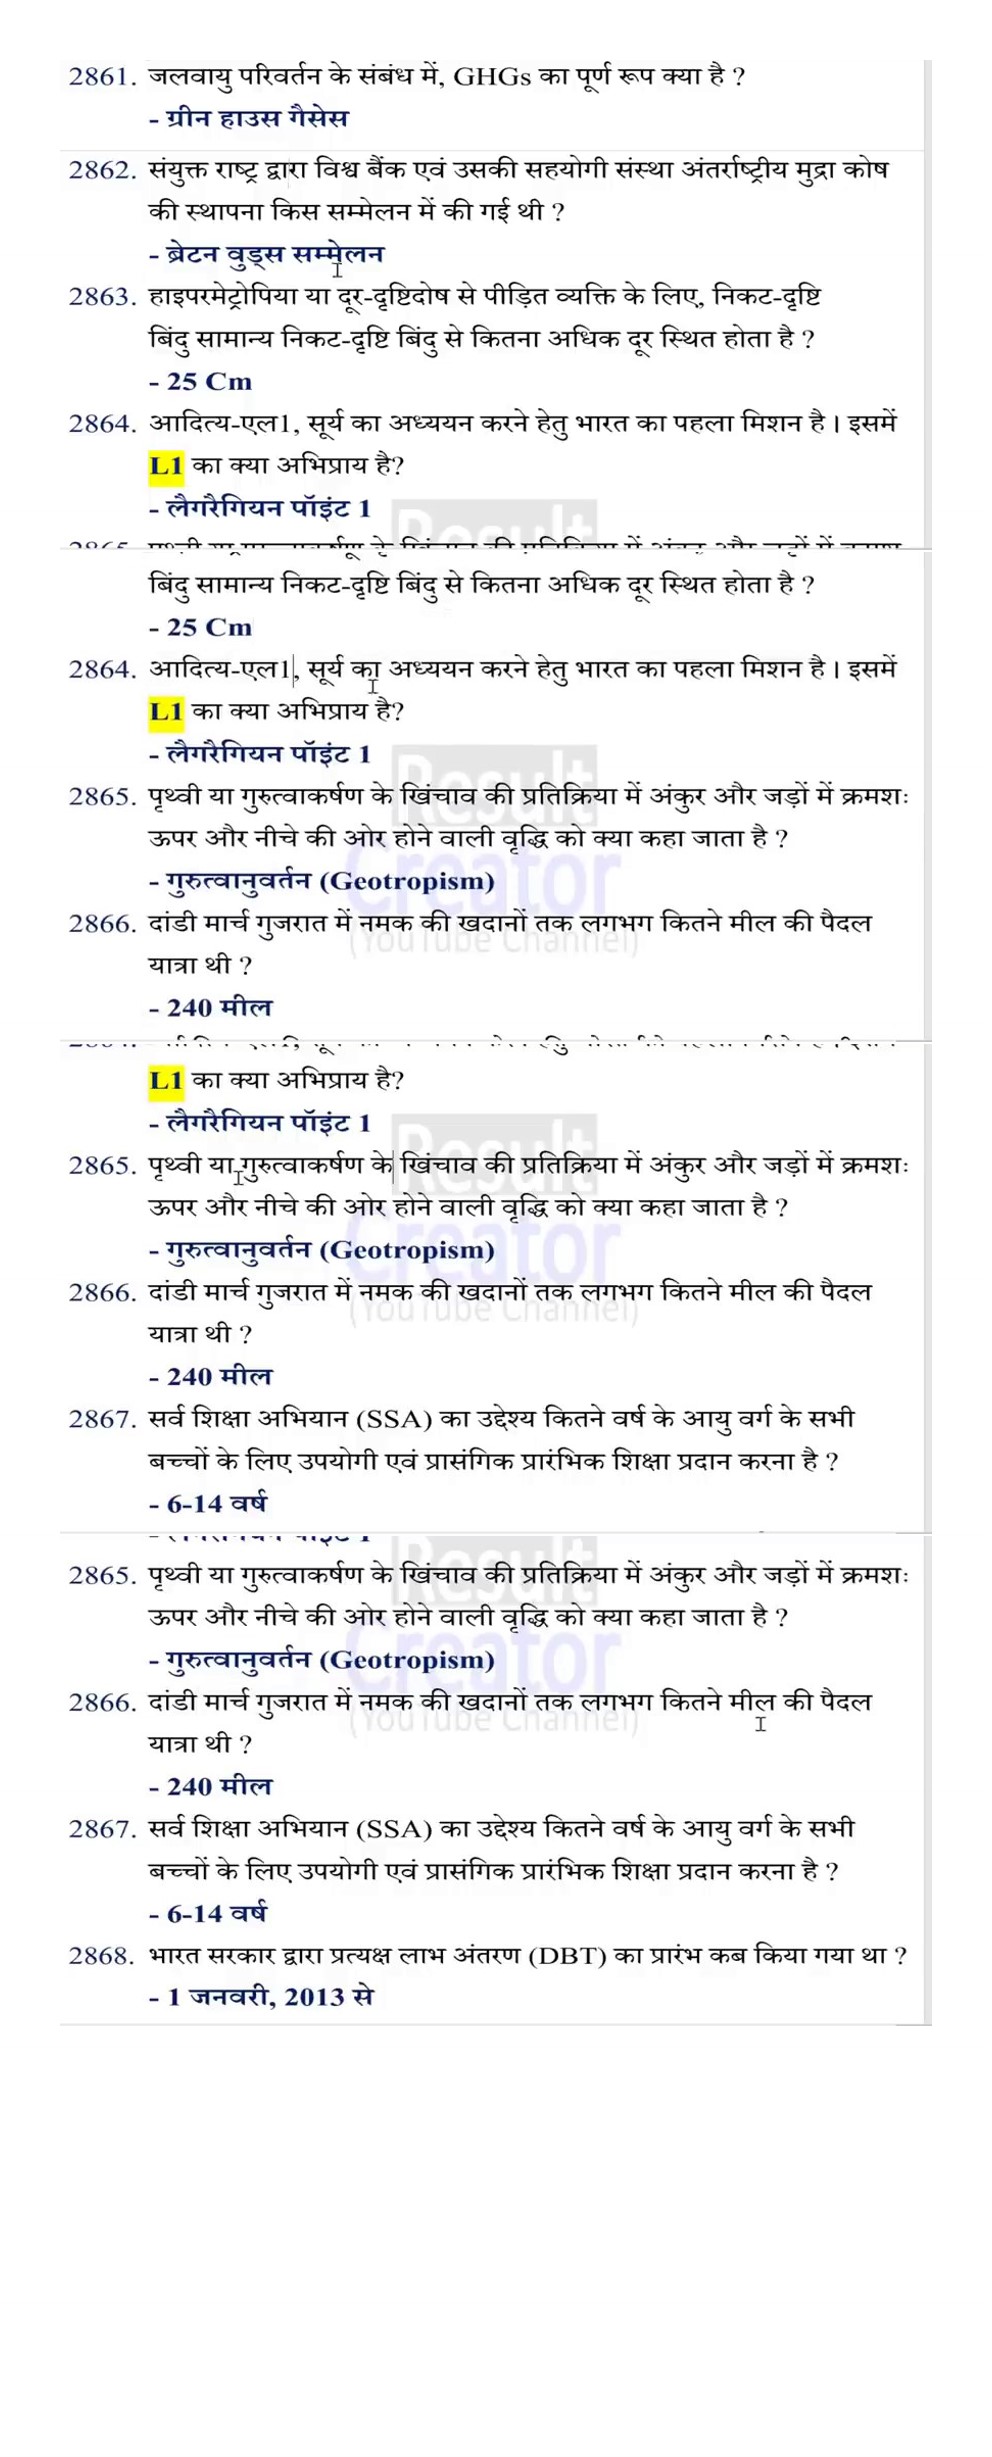 2861. जलवायु परिवर्तन के संबंध में, GHGs का पूर्ण रूप क्या है ?
- ग्रीन हाउस गैसेस
2862. संयुक्त राष्ट्र द्वारा विश्व बैंक एवं उसकी सहयोगी संस्था अंतर्राष्ट्रीय मुद्रा कोष
की स्थापना किस सम्मेलन में की गई थी ?
- ब्रेटन वुड्स सम्मेलन
2863. हाइपरमेट्रोपिया या दूर-दृष्टिदोष से पीड़ित व्यक्ति के लिए, निकट-दृष्टि
बिंदु सामान्य निकट-दृष्टि बिंदु से कितना अधिक दूर स्थित होता है ?
- 25 Cm
2864. आदित्य-एल1, सूर्य का अध्ययन करने हेतु भारत का पहला मिशन है। इसमें
L1 का क्या अभिप्राय है?
- लैगरैगियन पॉइंट 1
Result
बिंदु सामान्य निकट-दृष्टि बिंदु से कितना अधिक दूर स्थित होता है ?
- 25 Cm
2864. आदित्य-एल1, सूर्य का अध्ययन करने हेतु भारत का पहला मिशन है। इसमें
L1 का क्या अभिप्राय है?
- लैगरैगियन पॉइंट 1
Result
2865. पृथ्वी या गुरुत्वाकर्षण के खिंचाव की प्रतिक्रिया में अंकुर और जड़ों में क्रमशः
ऊपर और नीचे की ओर होने वाली वृद्धि को क्या कहा जाता है ?
- गुरुत्वानुवर्तन (Geotropism)
Creator
2866. दांडी मार्च गुजरात में नमक की खदानों तक लगभग कितने मील की पैदल
(YouTube Channel)
यात्रा थी ?
- 240 मील
L1 का क्या अभिप्राय है?
- लैगरैगियन पॉइंट 1
Result
2865. पृथ्वी या गुरुत्वाकर्षण के खिंचाव की प्रतिक्रिया में अंकुर और जड़ों में क्रमशः
ऊपर और नीचे की ओर होने वाली वृद्धि को क्या कहा जाता है ?
- गुरुत्वानुवर्तन (Geotropism)
Creator
2866. दांडी मार्च गुजरात में नमक की खदानों तक लगभग कितने मील की पैदल
(YouTube Channel)
यात्रा थी ?
- 240 मील
2867. सर्व शिक्षा अभियान (SSA) का उद्देश्य कितने वर्ष के आयु वर्ग के सभी
बच्चों के लिए उपयोगी एवं प्रासंगिक प्रारंभिक शिक्षा प्रदान करना है ?
- 6-14 वर्ष
Result
2865. पृथ्वी या गुरुत्वाकर्षण के खिंचाव की प्रतिक्रिया में अंकुर और जड़ों में क्रमशः
ऊपर और नीचे की ओर होने वाली वृद्धि को क्या कहा जाता है ?
- गुरुत्वानुवर्तन (Geotropism)
Creator
2866. दांडी मार्च गुजरात में नमक की खदानों तक लगभग कितने मील की पैदल
(YouTube Channel)
यात्रा थी ?
- 240 मील
2867. सर्व शिक्षा अभियान (SSA) का उद्देश्य कितने वर्ष के आयु वर्ग के सभी
बच्चों के लिए उपयोगी एवं प्रासंगिक प्रारंभिक शिक्षा प्रदान करना है ?
- 6-14 वर्ष
2868. भारत सरकार द्वारा प्रत्यक्ष लाभ अंतरण (DBT) का प्रारंभ कब किया गया था ?
- 1 जनवरी, 2013 से